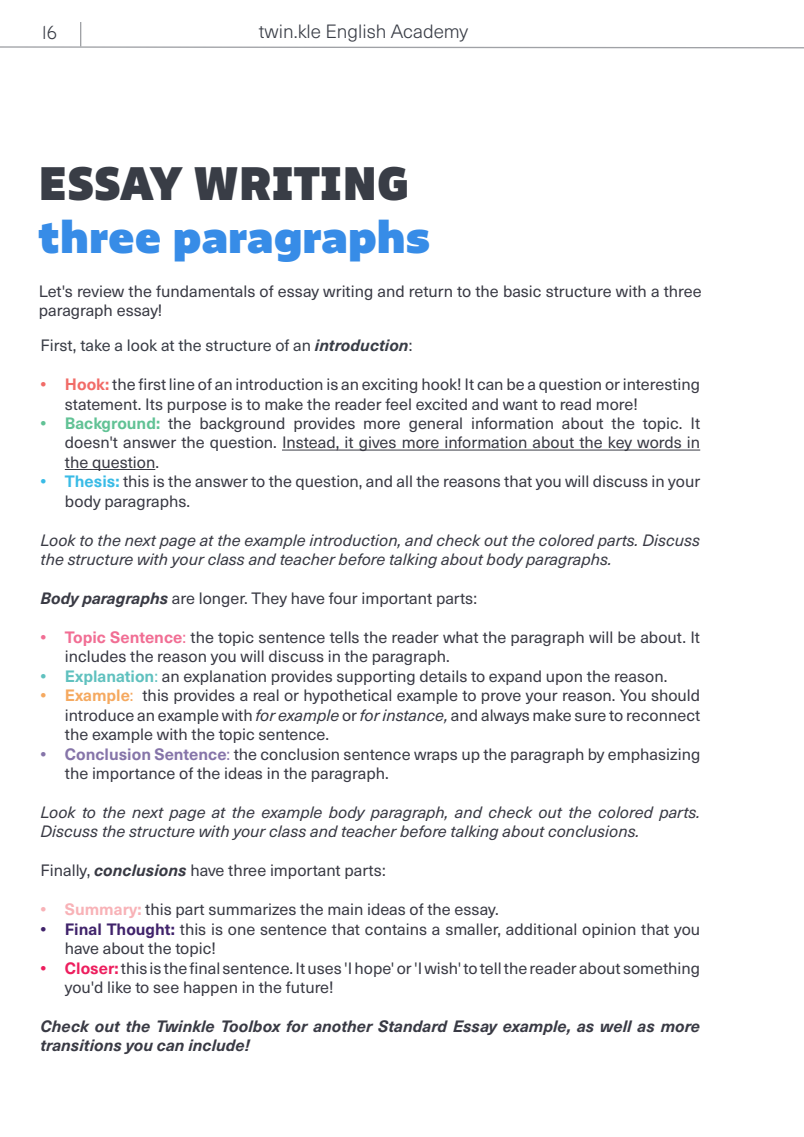 16
twin.kle English Academy
ESSAY WRITING
three paragraphs
Let's review the fundamentals of essay writing and return to the basic structure with a three
paragraph essay!
First, take a look at the structure of an introduction:
• Hook: the first line of an introduction is an exciting hook! It can be a question or interesting
statement. Its purpose is to make the reader feel excited and want to read more!
• Background: the background provides more general information about the topic. It
doesn't answer the question. Instead, it gives more information about the key words in
the question.
• Thesis: this is the answer to the question, and all the reasons that you will discuss in your
body paragraphs.
Look to the next page at the example introduction, and check out the colored parts. Discuss
the structure with your class and teacher before talking about body paragraphs.
Body paragraphs are longer. They have four important parts:
• Topic Sentence: the topic sentence tells the reader what the paragraph will be about. It
includes the reason you will discuss in the paragraph.
• Explanation: an explanation provides supporting details to expand upon the reason.
• Example: this provides a real or hypothetical example to prove your reason. You should
introduce an example with for example or for instance, and always make sure to reconnect
the example with the topic sentence.
• Conclusion Sentence: the conclusion sentence wraps up the paragraph by emphasizing
the importance of the ideas in the paragraph.
Look to the next page at the example body paragraph, and check out the colored parts.
Discuss the structure with your class and teacher before talking about conclusions.
Finally, conclusions have three important parts:
• Summary: this part summarizes the main ideas of the essay.
• Final Thought: this is one sentence that contains a smaller, additional opinion that you
have about the topic!
• Closer: this is the final sentence. It uses 'I hope' or 'I wish' to tell the reader about something
you'd like to see happen in the future!
Check out the Twinkle Toolbox for another Standard Essay example, as well as more
transitions you can include!